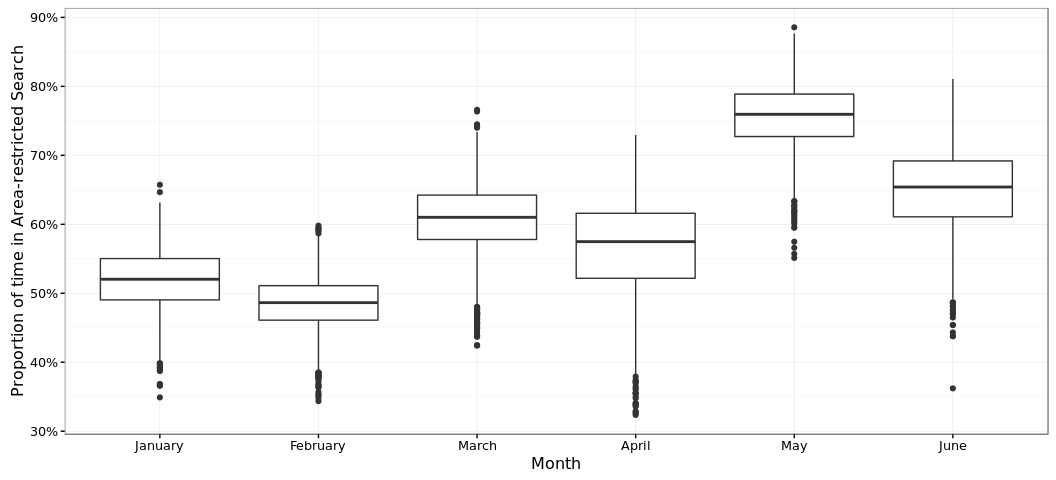 Proportion of time in Area-restricted Search
90%
80%
70%
60%
50%
40%
30%
January February March April May June
Month